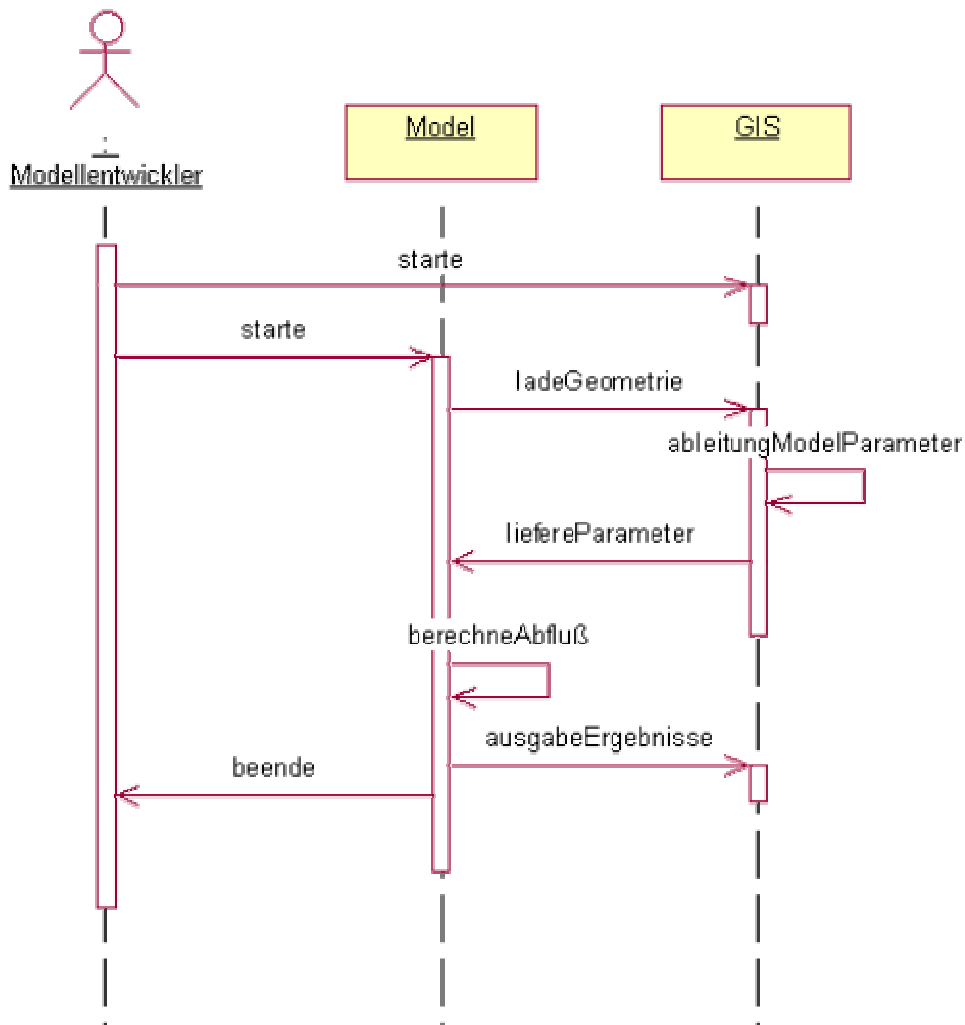 :
Modellentwickler
Model
GIS
starte
starte
ladeGeometrie
ableitungModelParameter
liefereParameter
berechneAbfluß
ausgabeErgebnisse
beende